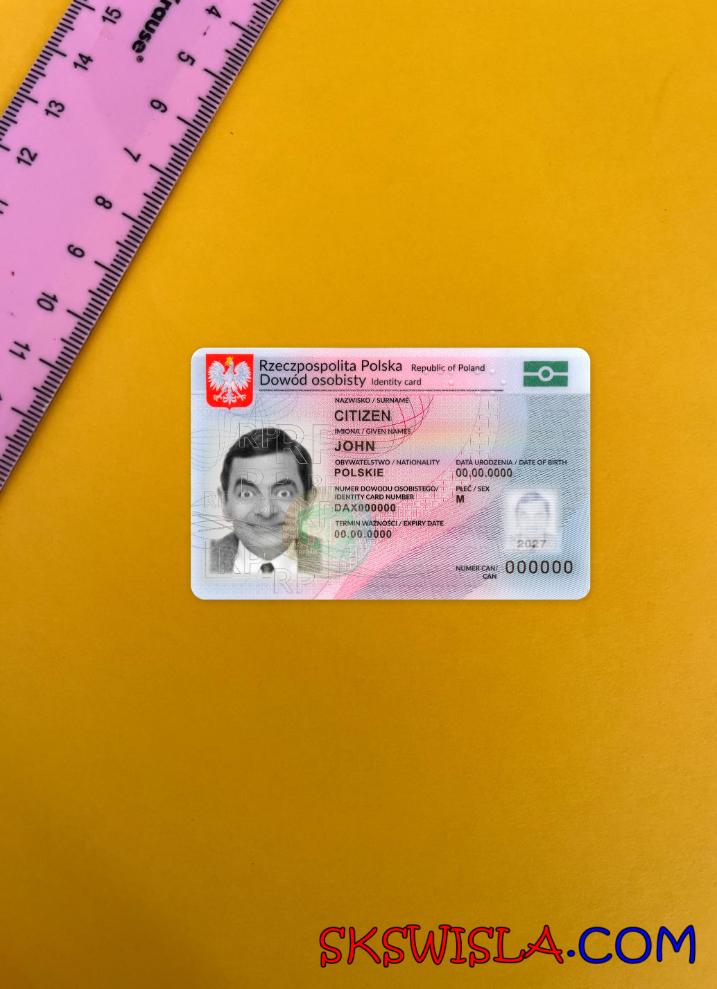 15
14
13
12
11
10
9
8
7
6
5
4
Krause®
Rzeczpospolita Polska Republic of Poland
Dowód osobisty Identity card
NAZWISKO / SURNAME
CITIZEN
IMIONA / GIVEN NAMES
JOHN
OBYWATELSTWO / NATIONALITY DATA URODZENIA / DATE OF BIRTH
POLSKIE 00.00.0000
NUMER DOWODU OSOBISTEGO/ PŁEĆ / SEX
IDENTITY CARD NUMBER M
DAX000000
TERMIN WAŻNOŚCI / EXPIRY DATE
00.00.0000
2027
NUMER CAN/ 000000
CAN
SKSWISLA.COM